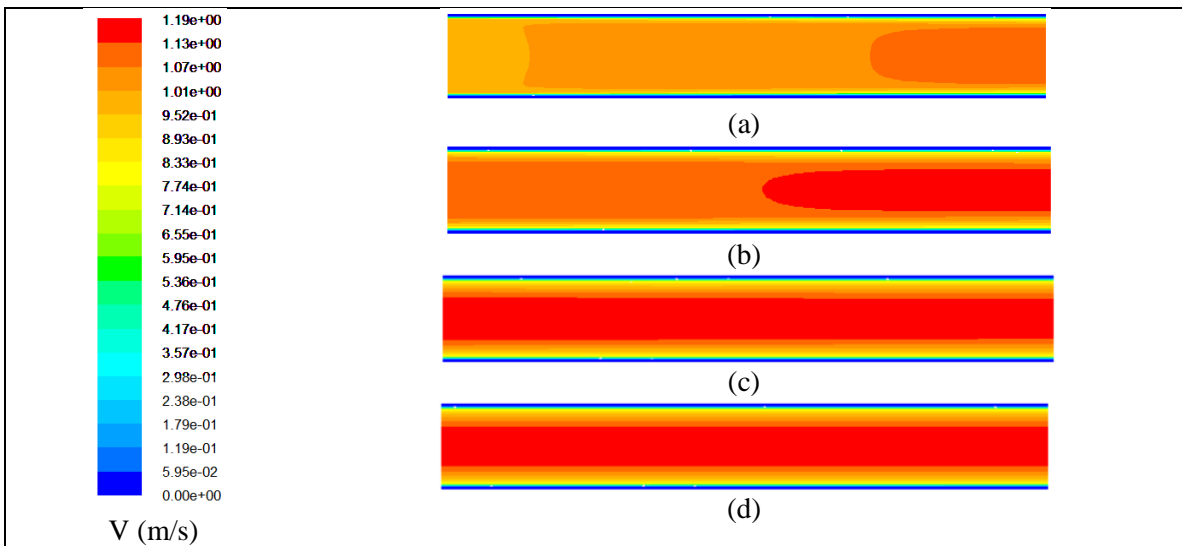 1.19e+00
1.13e+00
1.07e+00
1.01e+00
9.52e-01
8.93e-01
8.33e-01
7.74e-01
7.14e-01
6.55e-01
5.95e-01
5.36e-01
4.76e-01
4.17e-01
3.57e-01
2.98e-01
2.38e-01
1.79e-01
1.19e-01
5.95e-02
0.00e+00
V (m/s)
(a)
(b)
(c)
(d)